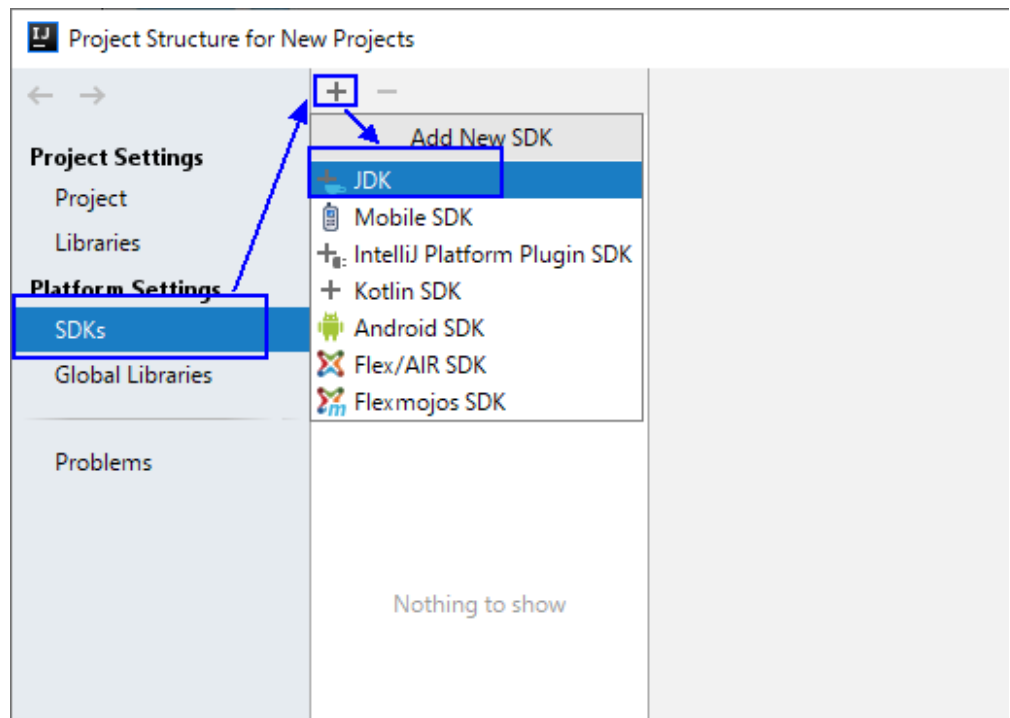 IJ Project Structure for New Projects
Project Settings
Project
Libraries
Platform Settings
SDKs
Global Libraries
Problems
Add New SDK
JDK
Mobile SDK
IntelliJ Platform Plugin SDK
Kotlin SDK
Android SDK
Flex/AIR SDK
m Flexmojos SDK
Nothing to show